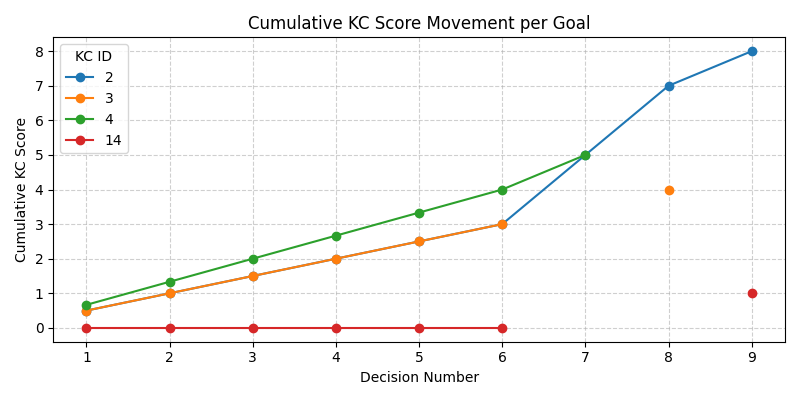 Cumulative KC Score Movement per Goal
KC ID
2
3
4
14
Cumulative KC Score
8
7
6
5
4
3
2
1
0
1 2 3 4 5 6 7 8 9
Decision Number